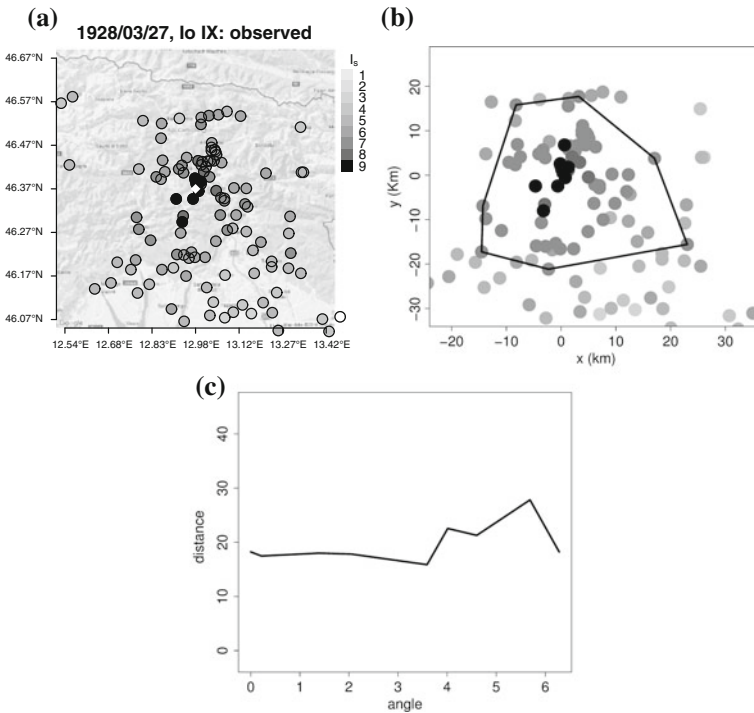 (a)
1928/03/27, Io IX: observed
46.67°N
46.57°N
46.47°N
46.37°N
46.27°N
46.17°N
46.07°N
12.54°E 12.68°E 12.83°E 12.98°E 13.12°E 13.27°E 13.42°E
Is
1
2
3
4
5
6
7
8
9
(b)
y (Km)
20
10
0
−10
−20
−30
−20 −10 0 10 20 30
x (km)
(c)
distance
40
30
20
10
0
0 1 2 3 4 5 6
angle